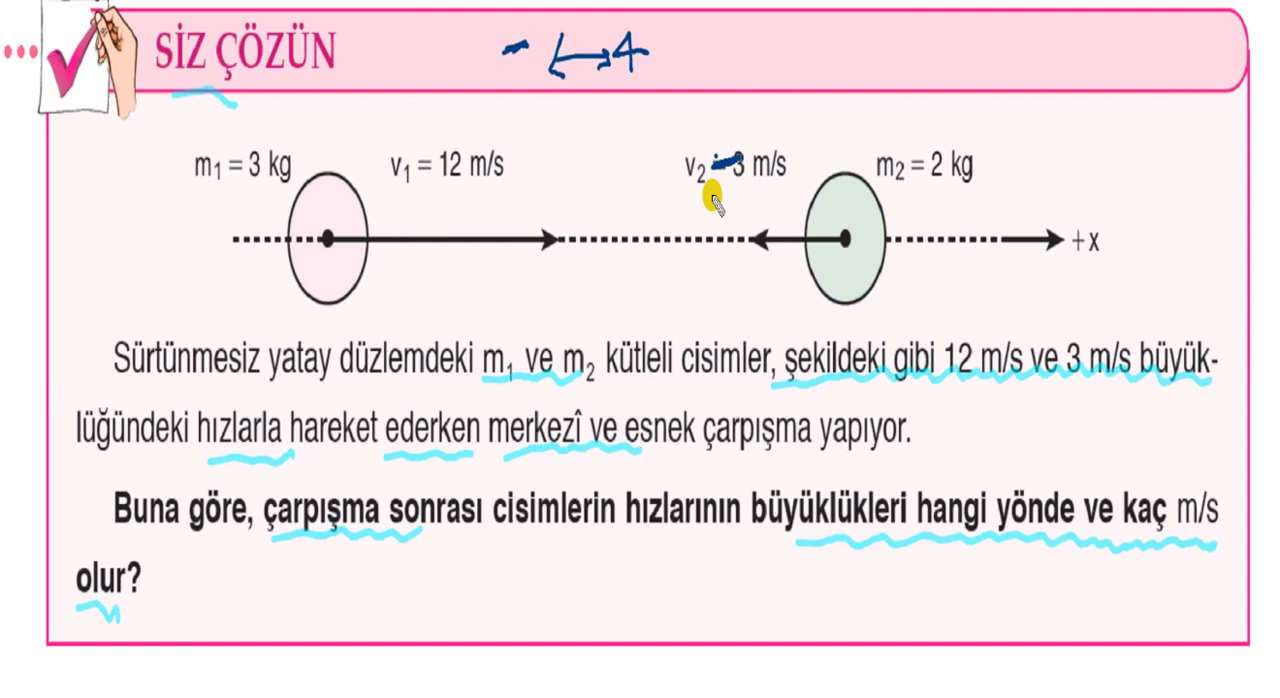 SİZ ÇÖZÜN
m₁ = 3 kg v₁ = 12 m/s v₂ - 3 m/s m₂ = 2 kg
+x
Sürtünmesiz yatay düzlemdeki m₁ ve m₂ kütleli cisimler, şekildeki gibi 12 m/s ve 3 m/s büyük-
lüğündeki hızlarla hareket ederken merkezî ve esnek çarpışma yapıyor.
Buna göre, çarpışma sonrası cisimlerin hızlarının büyüklükleri hangi yönde ve kaç m/s
olur?